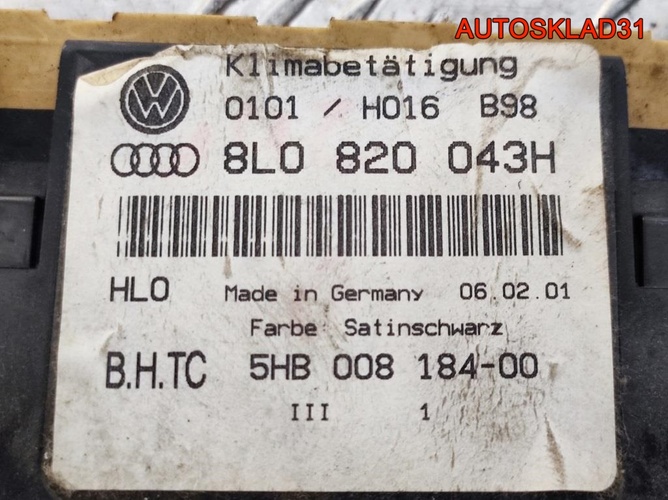 AUTOSKLAD31
Klimabetätigung
0101 / H016 B98
8L0 820 043H
HLO Made in Germany 06.02.01
Farbe: Satinschwarz
B.H.TC 5HB 008 184-00
III 1